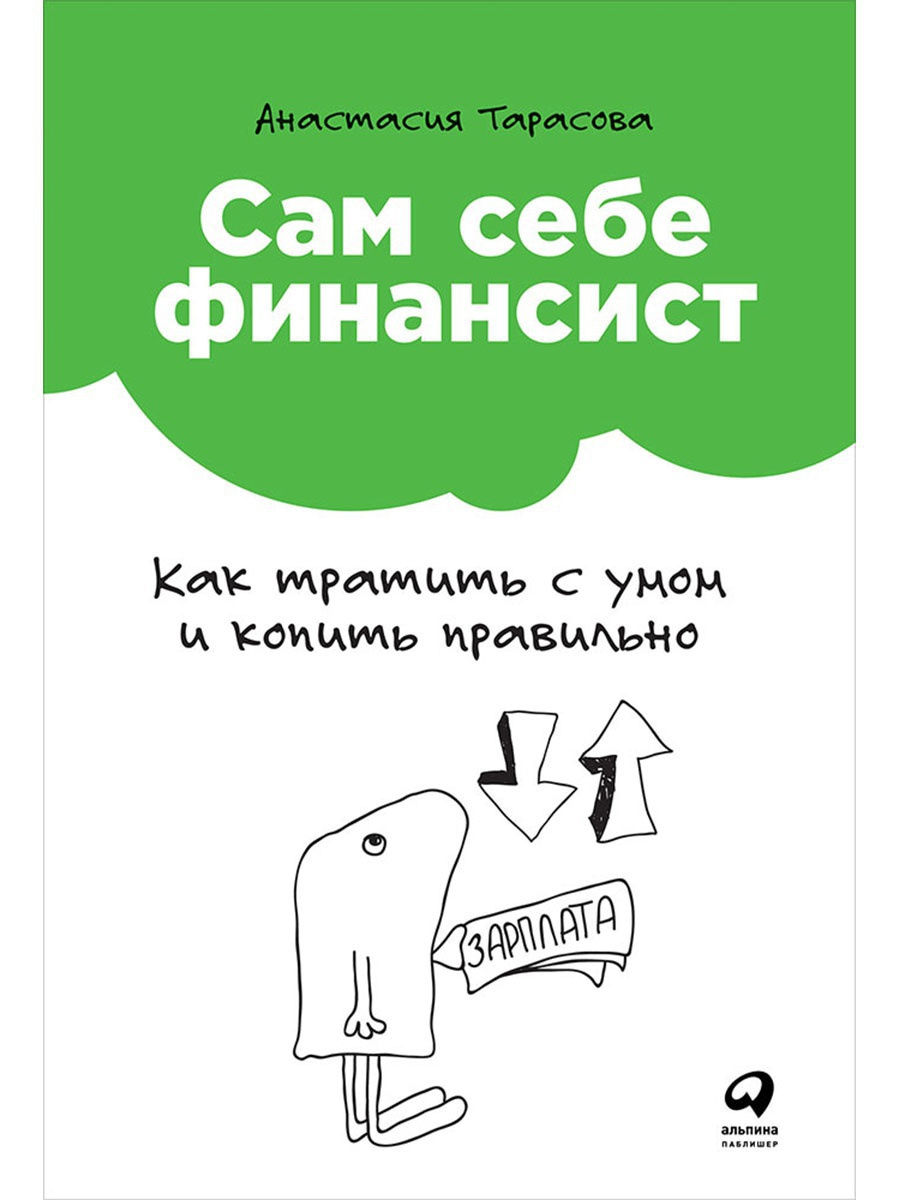 Анастасия Тарасова
Сам себе
финансист
Как тратить с умом
и копить правильно
ЗАРПЛАТА
альпина
ПАБЛИШЕР